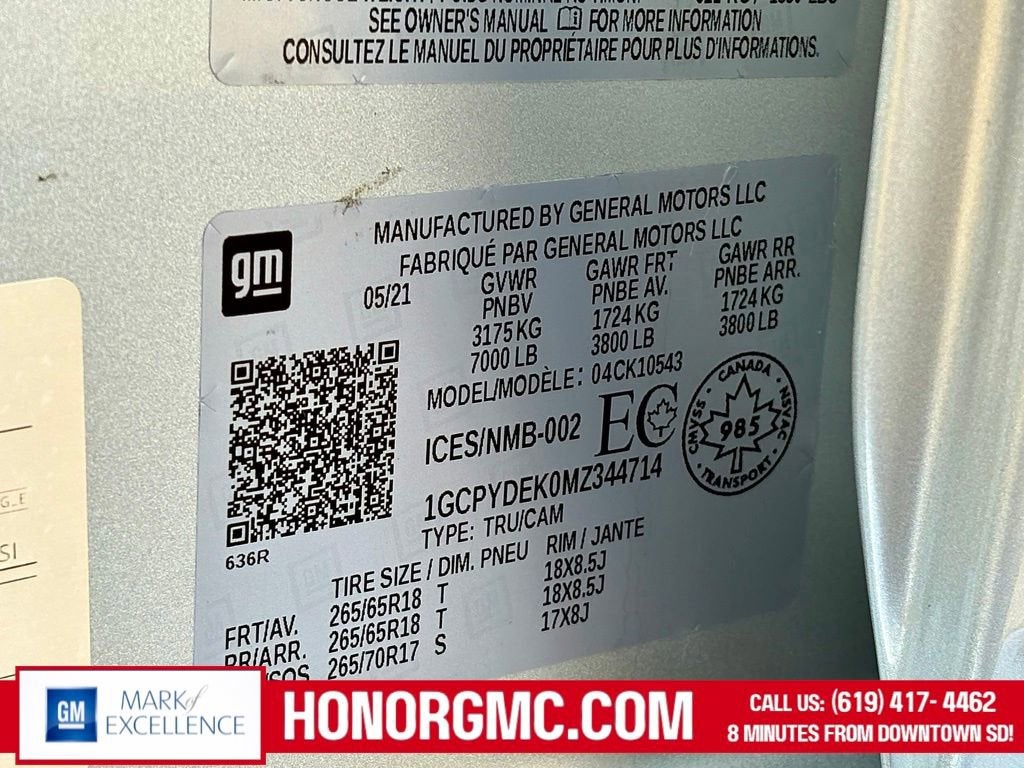 SEE OWNER'S MANUAL FOR MORE INFORMATION
CONSULTEZ LE MANUEL DU PROPRIÉTAIRE POUR PLUS D'INFORMATIONS.
gm
MANUFACTURED BY GENERAL MOTORS LLC
FABRIQUÉ PAR GENERAL MOTORS LLC
05/21
GVWR GAWR FRT GAWR RR
PNBV PNBE AV. PNBE ARR.
3175 KG 1724 KG 1724 KG
7000 LB 3800 LB 3800 LB
MODEL/MODÈLE: 04CK10543
ICES/NMB-002 EC
CANADA
CMVSS 985 NSVAC
TRANSPORT
1GCPYDEK0MZ344714
TYPE: TRU/CAM
636R
TIRE SIZE / DIM. PNEU RIM / JANTE
FRT/AV. 265/65R18 T 18X8.5J
RR/ARR. 265/65R18 T 18X8.5J
265/70R17 S 17X8J
G_E
SI
GM MARK of EXCELLENCE
HONORGMC.COM
CALL US: (619) 417- 4462
8 MINUTES FROM DOWNTOWN SD!